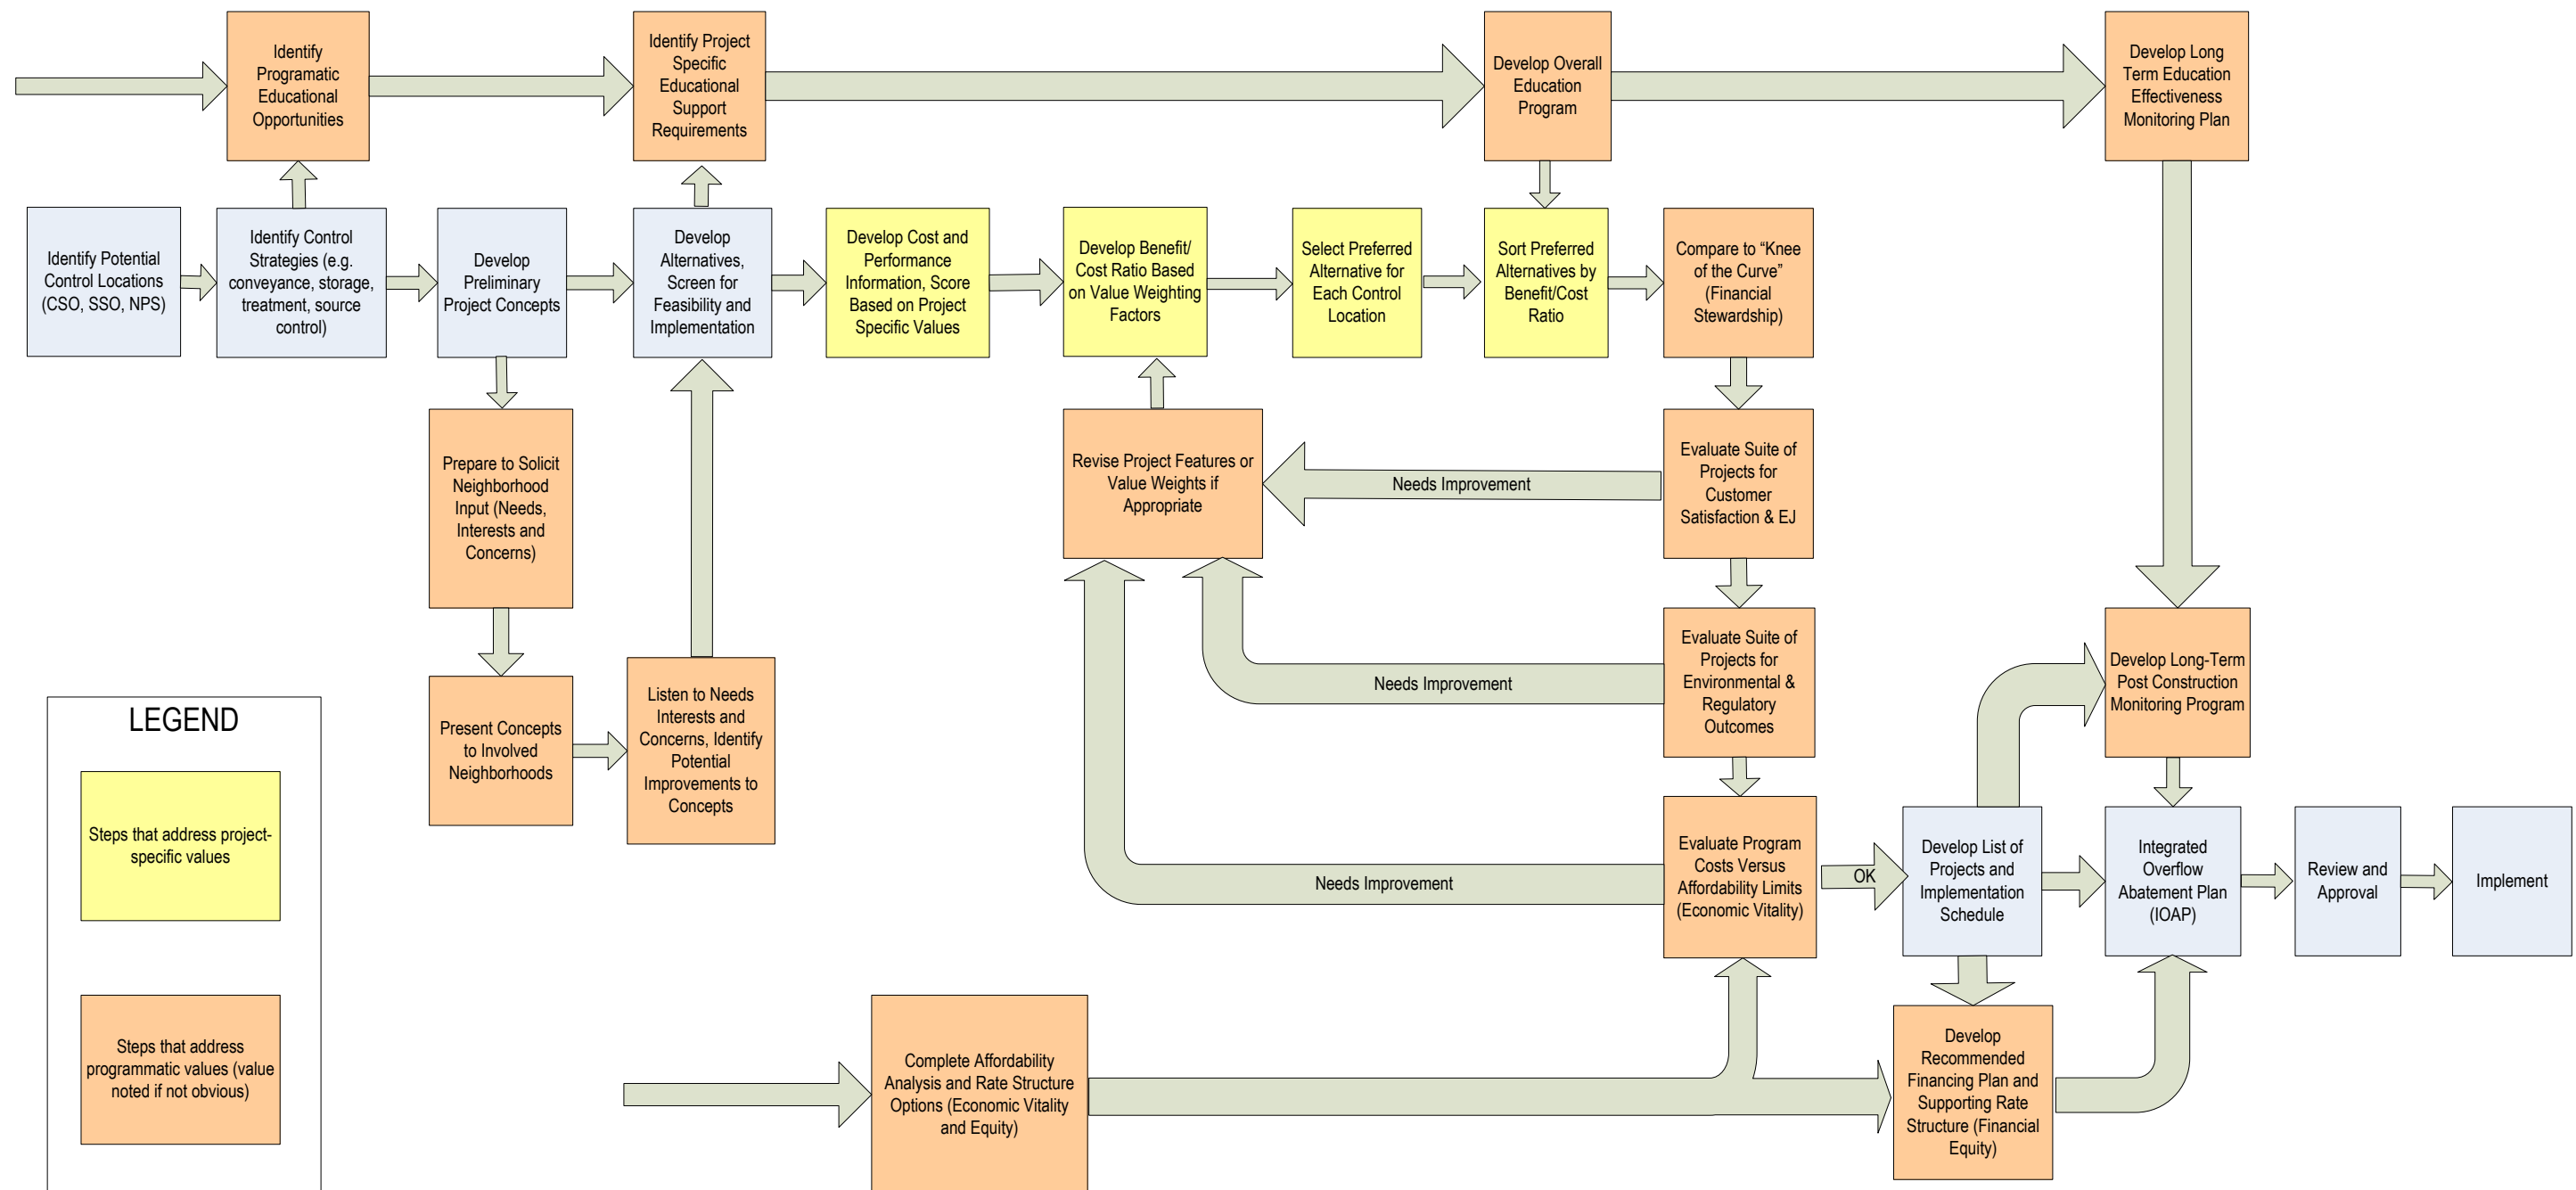 Identify
Programatic
Educational
Opportunities
Identify Project
Specific
Educational
Support
Requirements
Develop Overall
Education
Program
Develop Long
Term Education
Effectiveness
Monitoring Plan
Identify Potential
Control Locations
(CSO, SSO, NPS)
Identify Control
Strategies (e.g.
conveyance, storage,
treatment, source
control)
Develop
Preliminary
Project Concepts
Develop
Alternatives,
Screen for
Feasibility and
Implementation
Develop Cost and
Performance
Information, Score
Based on Project
Specific Values
Develop Benefit/
Cost Ratio Based
on Value Weighting
Factors
Select Preferred
Alternative for
Each Control
Location
Sort Preferred
Alternatives by
Benefit/Cost
Ratio
Compare to “Knee
of the Curve”
(Financial
Stewardship)
Prepare to Solicit
Neighborhood
Input (Needs,
Interests and
Concerns)
Revise Project Features or
Value Weights if
Appropriate
Needs Improvement
Evaluate Suite of
Projects for
Customer
Satisfaction & EJ
Present Concepts
to Involved
Neighborhoods
Listen to Needs
Interests and
Concerns, Identify
Potential
Improvements to
Concepts
Needs Improvement
Evaluate Suite of
Projects for
Environmental &
Regulatory
Outcomes
Develop Long-Term
Post Construction
Monitoring Program
Needs Improvement
Evaluate Program
Costs Versus
Affordability Limits
(Economic Vitality)
OK
Develop List of
Projects and
Implementation
Schedule
Integrated
Overflow
Abatement Plan
(IOAP)
Review and
Approval
Implement
Complete Affordability
Analysis and Rate Structure
Options (Economic Vitality
and Equity)
Develop
Recommended
Financing Plan and
Supporting Rate
Structure (Financial
Equity)
LEGEND
Steps that address project-
specific values
Steps that address
programmatic values (value
noted if not obvious)